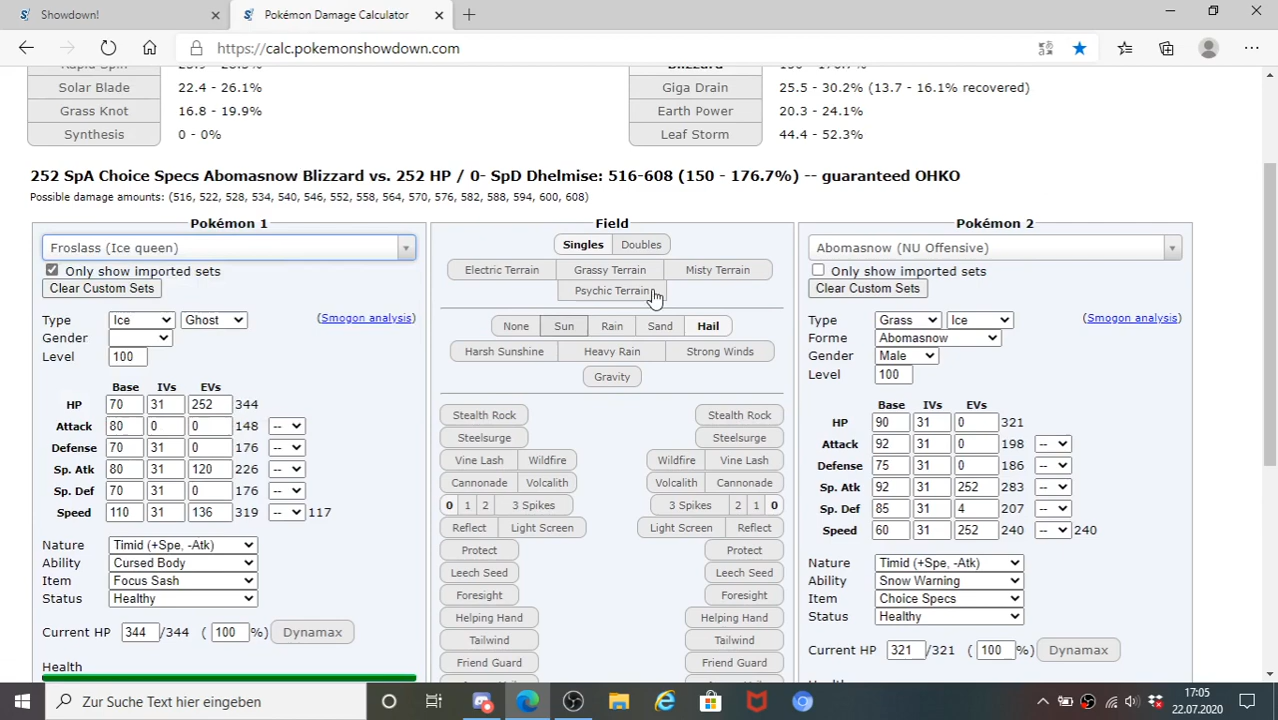 Showdown!
Pokémon Damage Calculator
https://calc.pokemonshowdown.com
Solar Blade 22.4 - 26.1% Giga Drain 25.5 - 30.2% (13.7 - 16.1% recovered)
Grass Knot 16.8 - 19.9% Earth Power 20.3 - 24.1%
Synthesis 0 - 0% Leaf Storm 44.4 - 52.3%
252 SpA Choice Specs Abomasnow Blizzard vs. 252 HP / 0- SpD Dhelmise: 516-608 (150 - 176.7%) -- guaranteed OHKO
Possible damage amounts: (516, 522, 528, 534, 540, 546, 552, 558, 564, 570, 576, 582, 588, 594, 600, 608)
Pokémon 1
Froslass (Ice queen)
Only show imported sets
Clear Custom Sets
Type Ice Ghost (Smogon analysis)
Gender
Level 100
Base IVs EVs
HP 70 31 252 344
Attack 80 0 0 148 --
Defense 70 31 0 176 --
Sp. Atk 80 31 120 226 --
Sp. Def 70 31 0 176 --
Speed 110 31 136 319 -- 117
Nature Timid (+Spe, -Atk)
Ability Cursed Body
Item Focus Sash
Status Healthy
Current HP 344 /344 ( 100 %) Dynamax
Health
Field
Singles Doubles
Electric Terrain Grassy Terrain Misty Terrain
Psychic Terrain
None Sun Rain Sand Hail
Harsh Sunshine Heavy Rain Strong Winds
Gravity
Stealth Rock Stealth Rock
Steelsurge Steelsurge
Vine Lash Wildfire Wildfire Vine Lash
Cannonade Volcalith Volcalith Cannonade
0 1 2 3 Spikes 3 Spikes 2 1 0
Reflect Light Screen Light Screen Reflect
Protect Protect
Leech Seed Leech Seed
Foresight Foresight
Helping Hand Helping Hand
Tailwind Tailwind
Friend Guard Friend Guard
Pokémon 2
Abomasnow (NU Offensive)
Only show imported sets
Clear Custom Sets
Type Grass Ice (Smogon analysis)
Forme Abomasnow
Gender Male
Level 100
Base IVs EVs
HP 90 31 0 321
Attack 92 31 0 198 --
Defense 75 31 0 186 --
Sp. Atk 92 31 252 283 --
Sp. Def 85 31 4 207 --
Speed 60 31 252 240 -- 240
Nature Timid (+Spe, -Atk)
Ability Snow Warning
Item Choice Specs
Status Healthy
Current HP 321 /321 ( 100 %) Dynamax
Zur Suche Text hier eingeben
17:05
22.07.2020